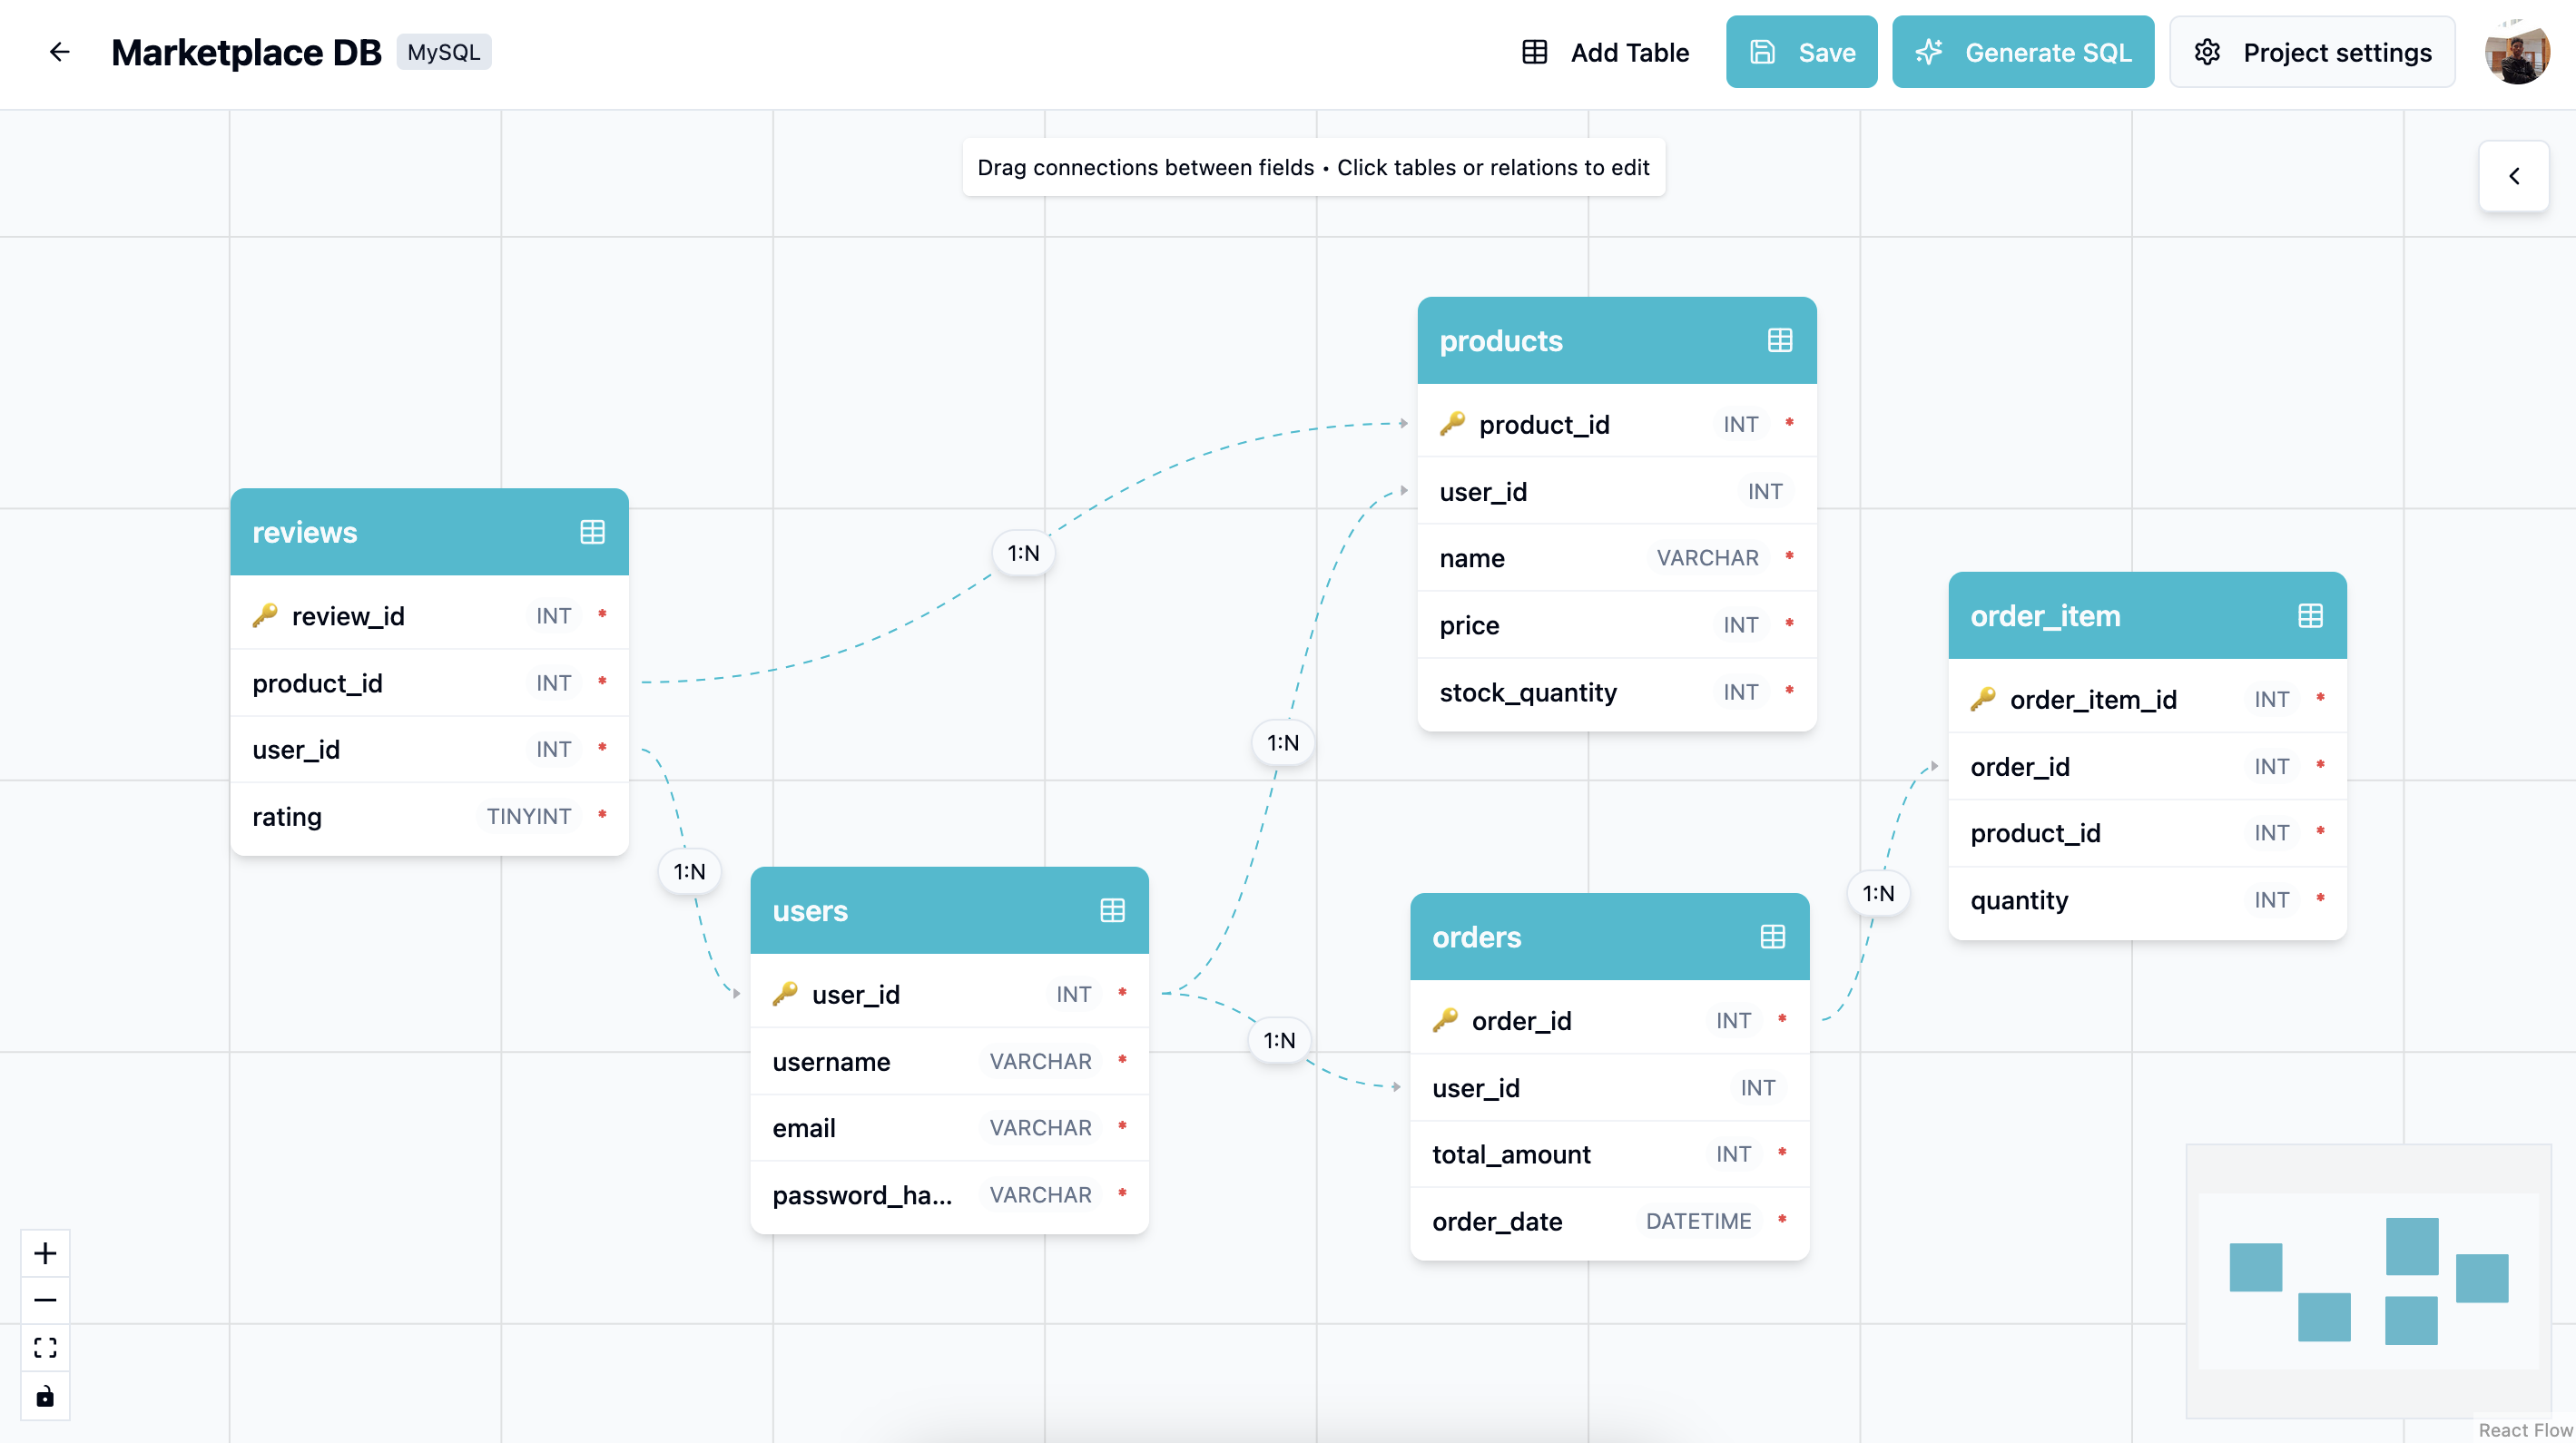 Marketplace DB MySQL Add Table Save Generate SQL Project settings
Drag connections between fields • Click tables or relations to edit
products
product_id INT *
user_id INT
name VARCHAR *
price INT *
stock_quantity INT *
reviews
review_id INT *
product_id INT *
user_id INT *
rating TINYINT *
1:N
1:N
1:N
order_item
order_item_id INT *
order_id INT *
product_id INT *
quantity INT *
users
user_id INT *
username VARCHAR *
email VARCHAR *
password_ha... VARCHAR *
1:N
1:N
orders
order_id INT *
user_id INT
total_amount INT *
order_date DATETIME *
React Flow